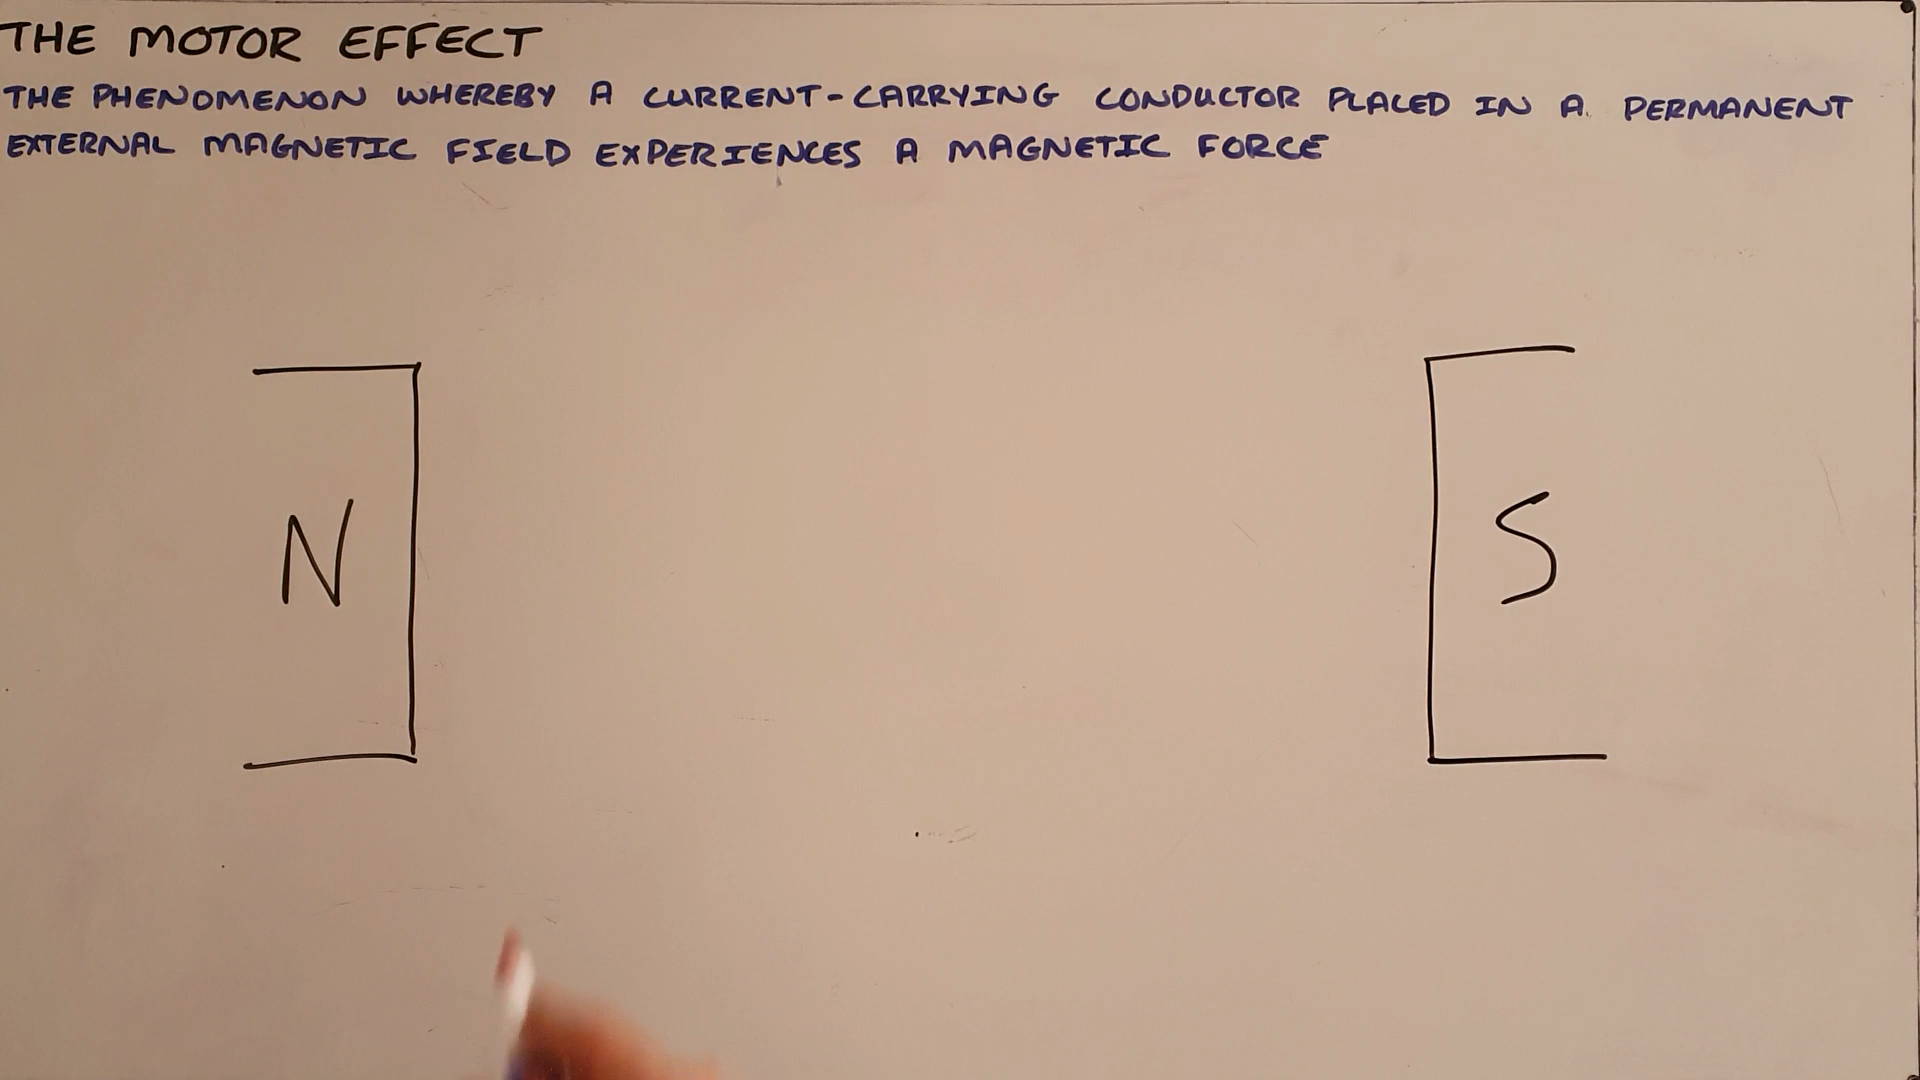 THE MOTOR EFFECT
THE PHENOMENON WHEREBY A CURRENT-CARRYING CONDUCTOR PLACED IN A PERMANENT
EXTERNAL MAGNETIC FIELD EXPERIENCES A MAGNETIC FORCE
N
S